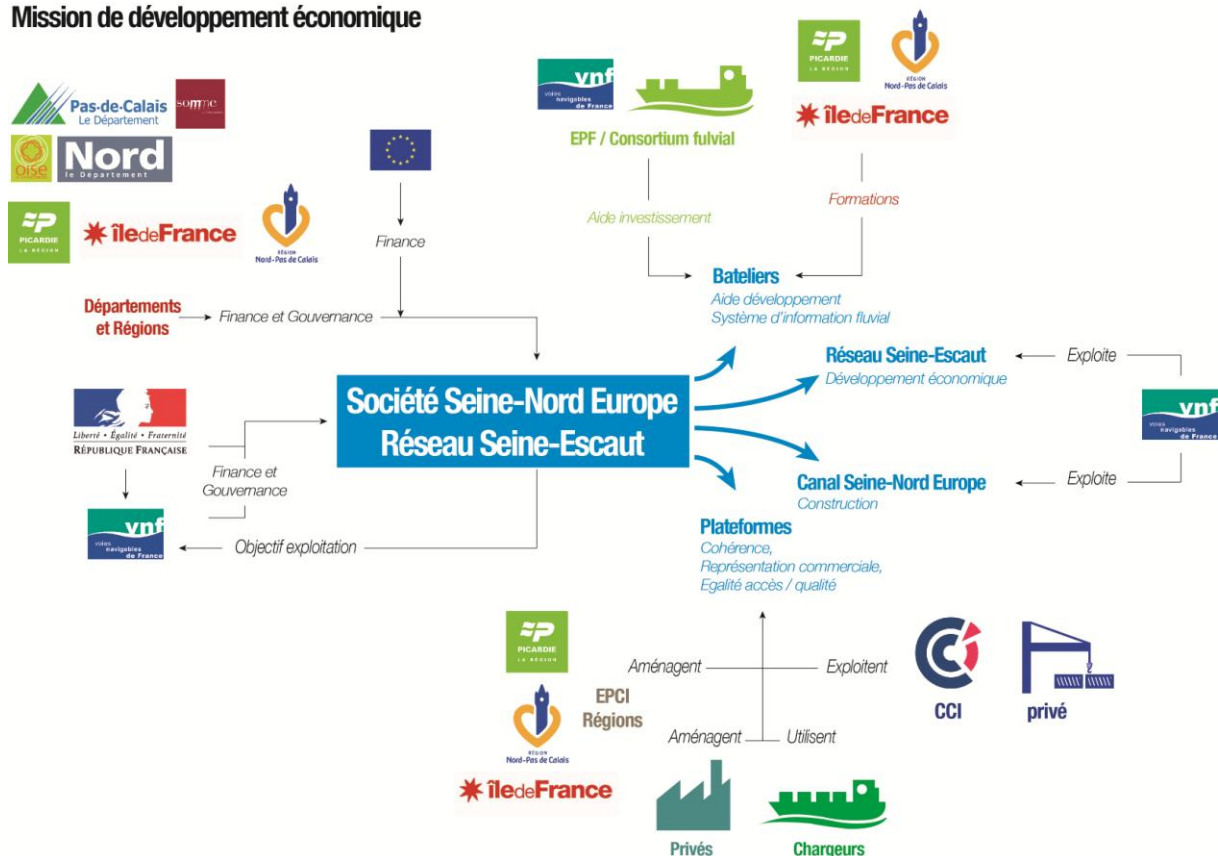 Mission de développement économique
Pas-de-Calais
Le Département
somme
oise
Nord
le Département
PICARDIE
LA RÉGION
îledeFrance
RÉGION
Nord-Pas de Calais
Finance
Départements
et Régions
Finance et Gouvernance
vnf
voies
navigables
de France
EPF / Consortium fulvial
PICARDIE
LA RÉGION
RÉGION
Nord-Pas de Calais
îledeFrance
Aide investissement
Formations
Bateliers
Aide développement
Système d'information fluvial
Réseau Seine-Escaut
Développement économique
Exploite
Société Seine-Nord Europe
Réseau Seine-Escaut
Liberté • Égalité • Fraternité
RÉPUBLIQUE FRANÇAISE
Finance et
Gouvernance
vnf
voies
navigables
de France
Objectif exploitation
vnf
voies
navigables
de France
Canal Seine-Nord Europe
Construction
Exploite
Plateformes
Cohérence,
Représentation commerciale,
Egalité accès / qualité
PICARDIE
LA RÉGION
RÉGION
Nord-Pas de Calais
îledeFrance
EPCI
Régions
Aménagent
Exploitent
CCI
privé
Aménagent
Utilisent
Privés
Chargeurs